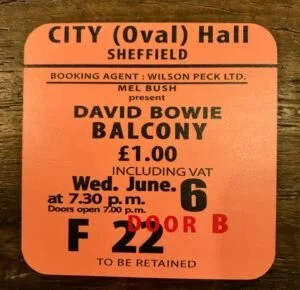 CITY (Oval) Hall
SHEFFIELD
BOOKING AGENT : WILSON PECK LTD.
MEL BUSH
present
DAVID BOWIE
BALCONY
£1.00
INCLUDING VAT
Wed. June. 6
at 7.30 p.m.
Doors open 7.00 p.m.
DOOR B
F 22
TO BE RETAINED